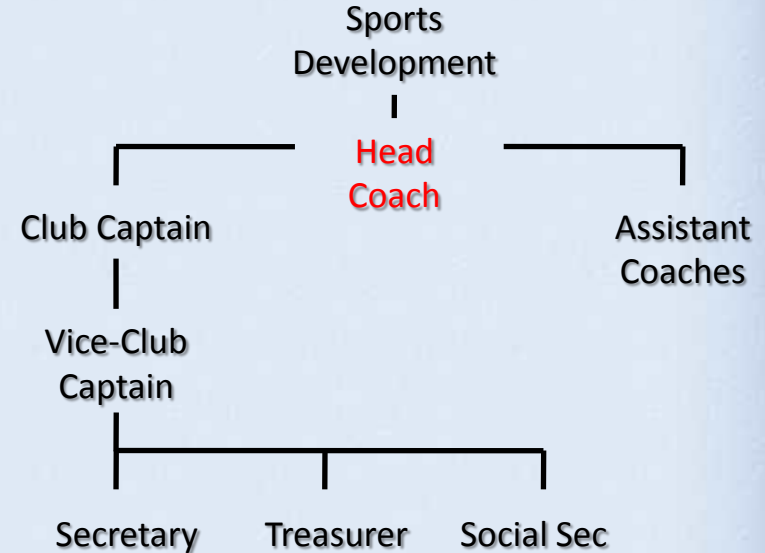 Sports
Development
Head
Coach
Club Captain
Assistant
Coaches
Vice-Club
Captain
Secretary
Treasurer
Social Sec